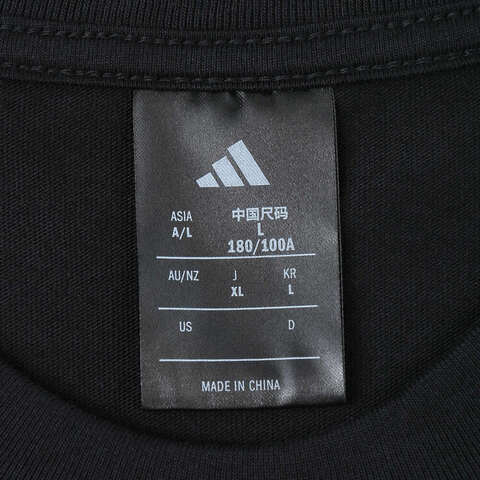 ASIA 中国尺码
A/L L
180/100A
AU/NZ J KR
XL L
US D
MADE IN CHINA